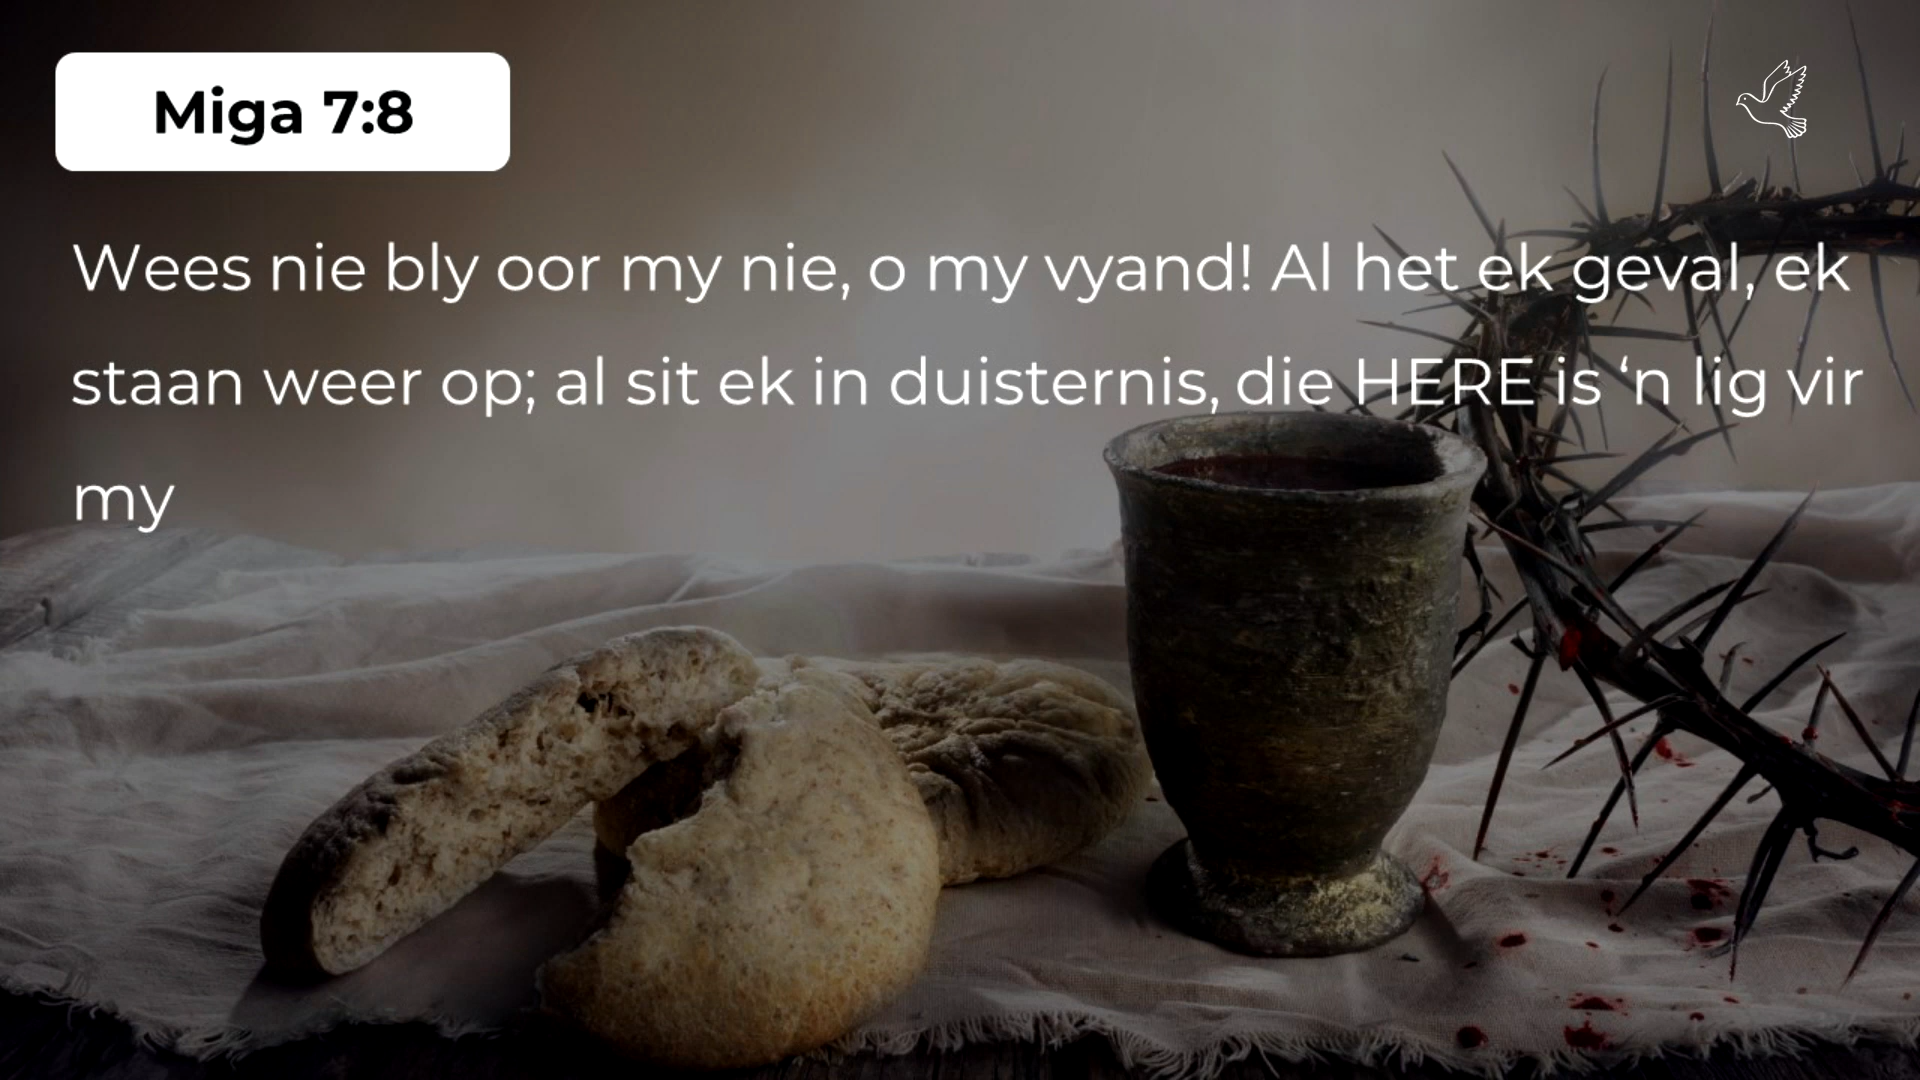 Miga 7:8
Wees nie bly oor my nie, o my vyand! Al het ek geval, ek
staan weer op; al sit ek in duisternis, die HERE is ‘n lig vir
my